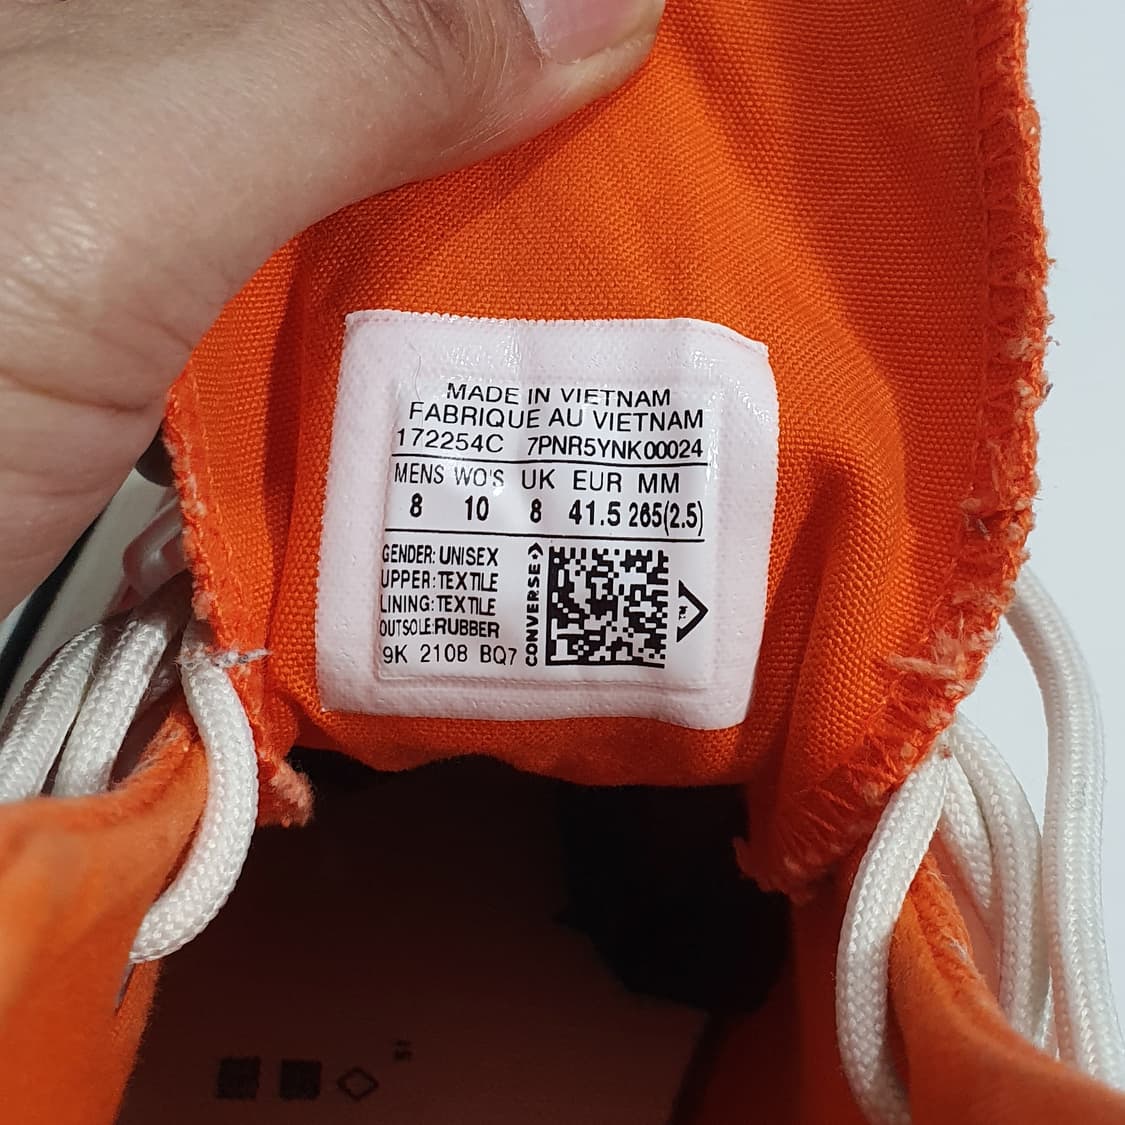 MADE IN VIETNAM
FABRIQUE AU VIETNAM
172254C 7PNR5YNK00024
MENS WO'S UK EUR MM
8 10 8 41.5 265(2.5)
GENDER: UNISEX
UPPER: TEXTILE
LINING: TEXTILE
OUTSOLE: RUBBER
9K 2108 BQ7
CONVERSE
TM